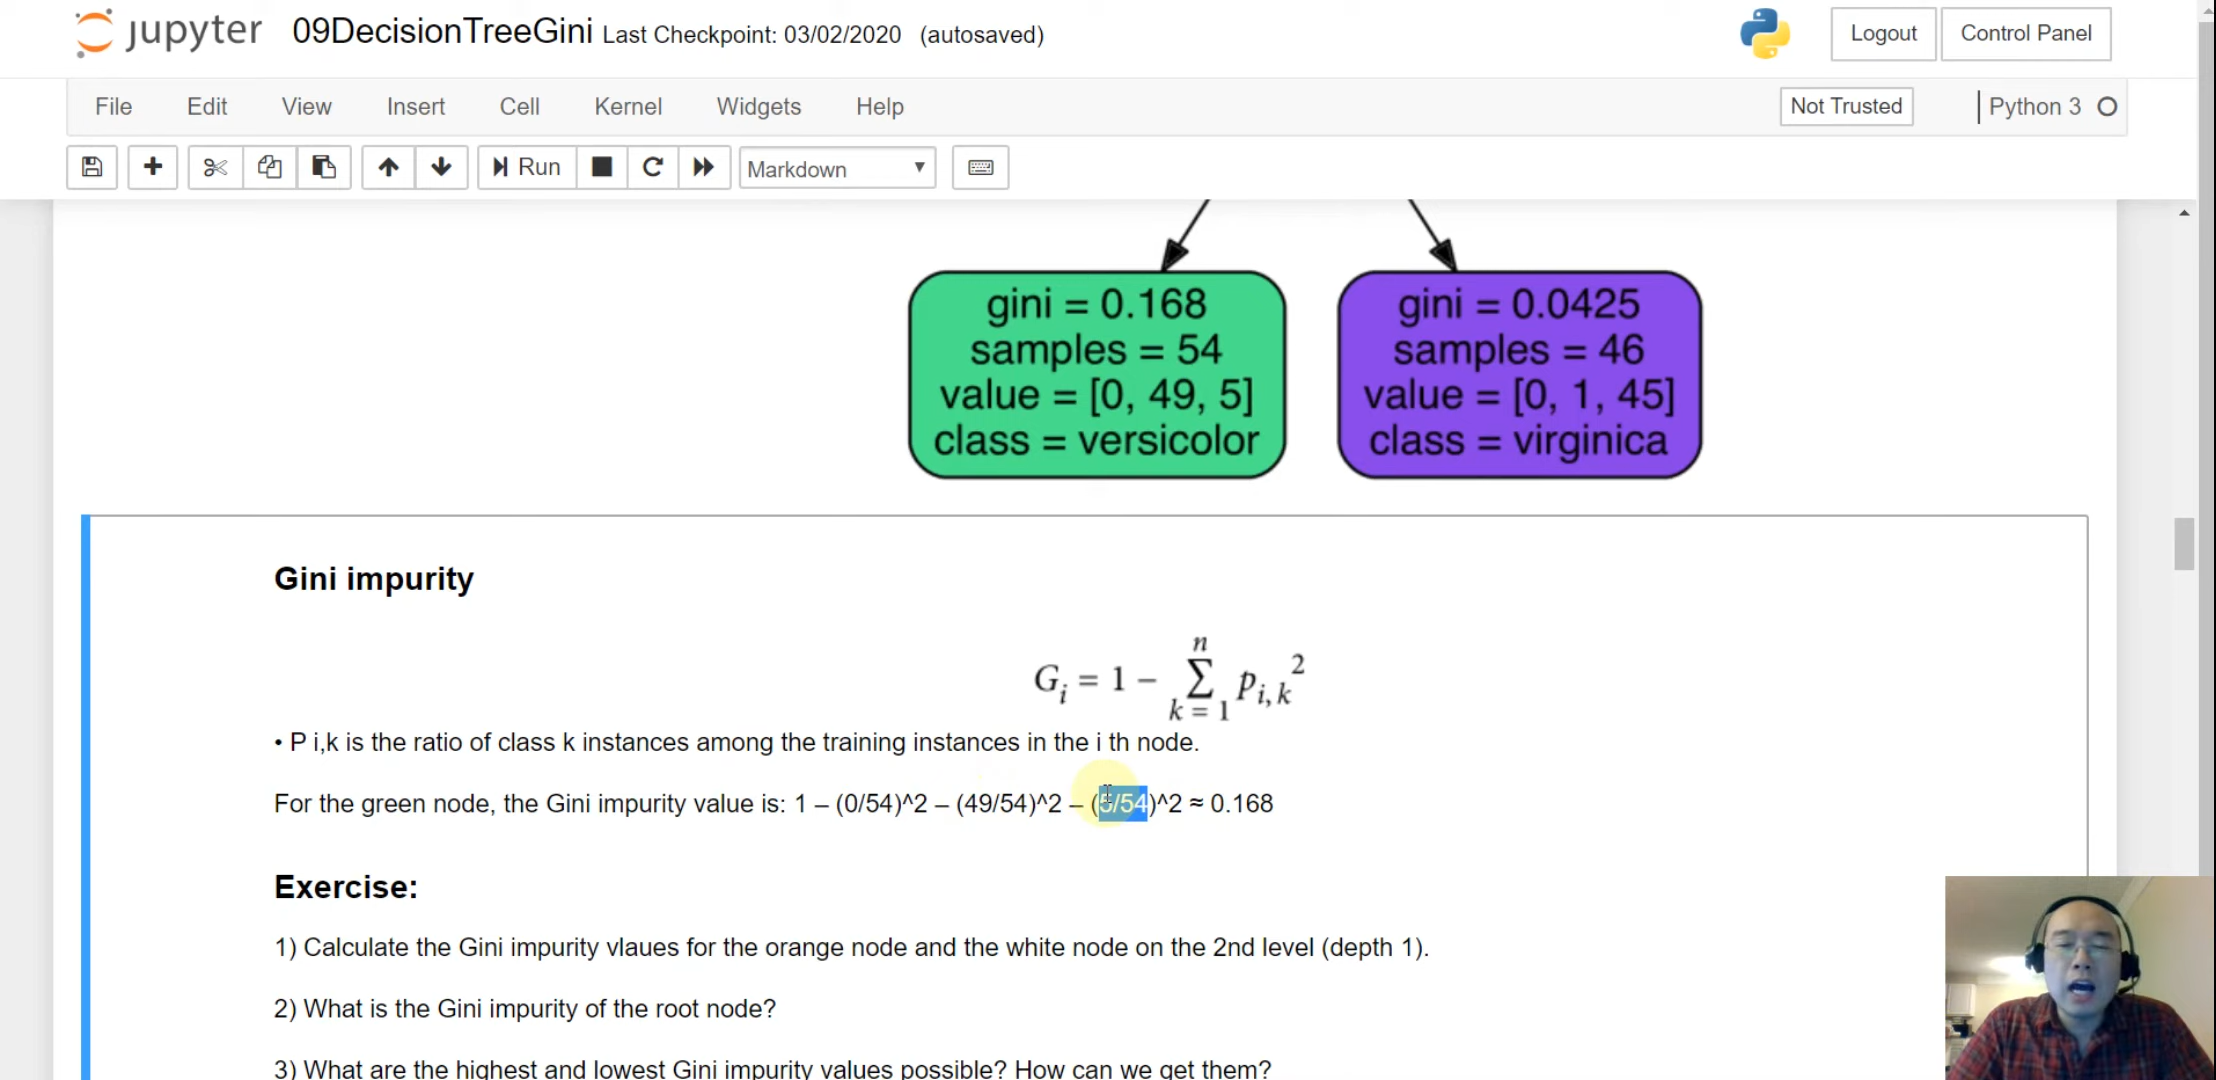 jupyter 09DecisionTreeGini Last Checkpoint: 03/02/2020 (autosaved) Logout Control Panel
File Edit View Insert Cell Kernel Widgets Help Not Trusted Python 3
Run Markdown
gini = 0.168
samples = 54
value = [0, 49, 5]
class = versicolor
gini = 0.0425
samples = 46
value = [0, 1, 45]
class = virginica
Gini impurity
G_i = 1 − \sum_{k=1}^{n} p_{i,k}^2
• P i,k is the ratio of class k instances among the training instances in the i th node.
For the green node, the Gini impurity value is: 1 – (0/54)^2 – (49/54)^2 – (5/54)^2 ≈ 0.168
Exercise:
1) Calculate the Gini impurity vlaues for the orange node and the white node on the 2nd level (depth 1).
2) What is the Gini impurity of the root node?
3) What are the highest and lowest Gini impurity values possible? How can we get them?